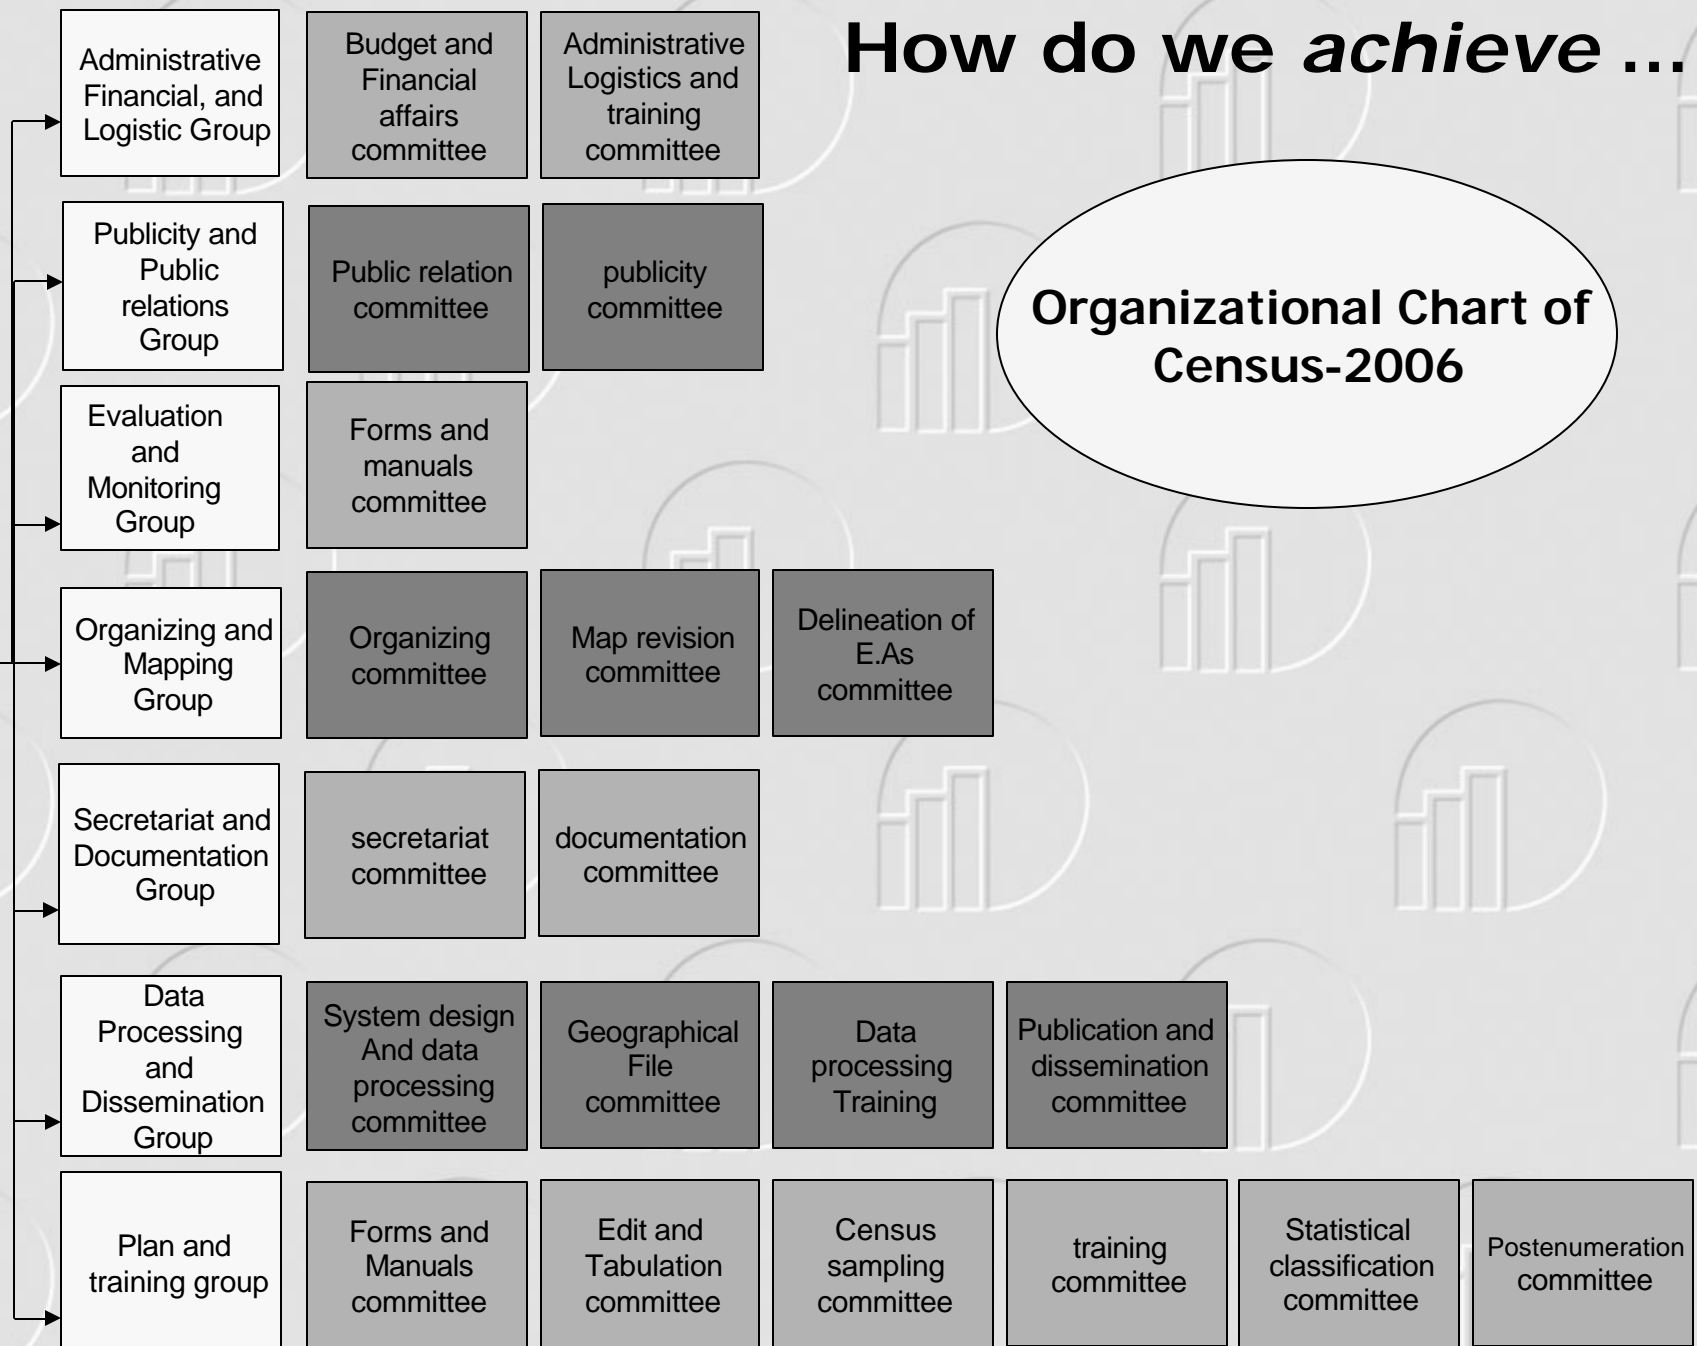 How do we achieve ...
Organizational Chart of
Census-2006
Administrative
Financial, and
Logistic Group
Budget and
Financial
affairs
committee
Administrative
Logistics and
training
committee
Publicity and
Public
relations
Group
Public relation
committee
publicity
committee
Evaluation
and
Monitoring
Group
Forms and
manuals
committee
Organizing and
Mapping
Group
Organizing
committee
Map revision
committee
Delineation of
E.As
committee
Secretariat and
Documentation
Group
secretariat
committee
documentation
committee
Data
Processing
and
Dissemination
Group
System design
And data
processing
committee
Geographical
File
committee
Data
processing
Training
Publication and
dissemination
committee
Plan and
training group
Forms and
Manuals
committee
Edit and
Tabulation
committee
Census
sampling
committee
training
committee
Statistical
classification
committee
Postenumeration
committee